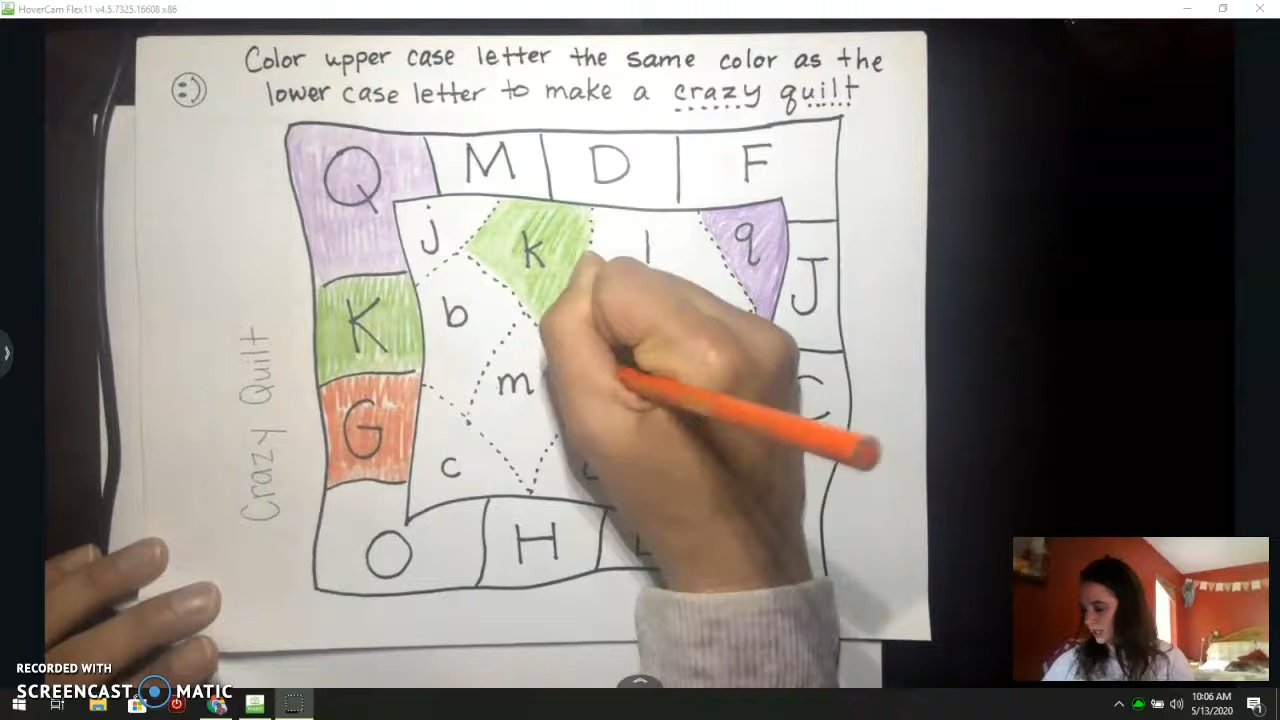 HoverCam Flex11 v4.5.7325.16608 x86
Color upper case letter the same color as the
lower case letter to make a crazy quilt
Q M D F
j k l q
J
K b
m
G
c
O H
Crazy Quilt
RECORDED WITH
SCREENCAST MATIC
10:06 AM
5/13/2020